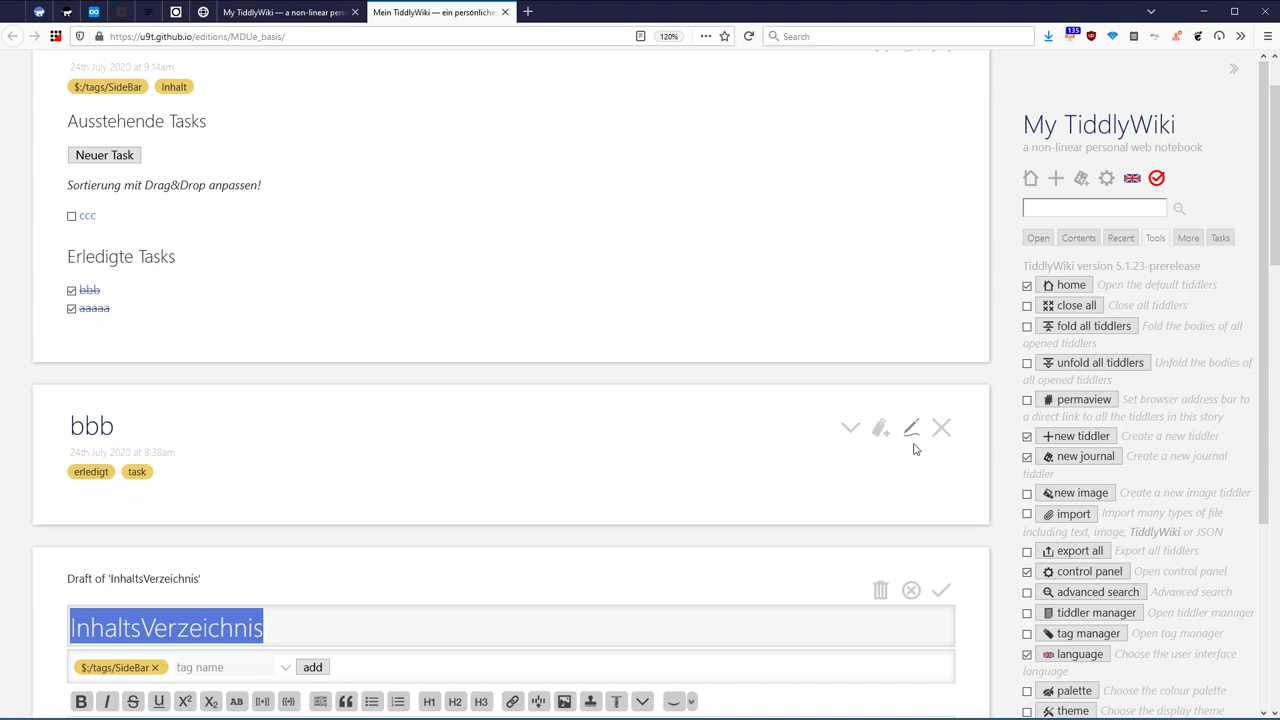 My TiddlyWiki — a non-linear pers
Mein TiddlyWiki — ein persönliche
https://u9t.github.io/editions/MDUe_basis/
120%
Search
135
24th July 2020 at 9:14am
$:/tags/SideBar
Inhalt
Ausstehende Tasks
Neuer Task
Sortierung mit Drag&Drop anpassen!
ccc
Erledigte Tasks
bbb
aaaaa
bbb
24th July 2020 at 8:38am
erledigt
task
Draft of 'InhaltsVerzeichnis'
InhaltsVerzeichnis
$:/tags/SideBar ×
tag name
add
B I S U X² X₂ AB
H1 H2 H3
My TiddlyWiki
a non-linear personal web notebook
Open Contents Recent Tools More Tasks
TiddlyWiki version 5.1.23-prerelease
home Open the default tiddlers
close all Close all tiddlers
fold all tiddlers Fold the bodies of all
opened tiddlers
unfold all tiddlers Unfold the bodies of
all opened tiddlers
permaview Set browser address bar to
a direct link to all the tiddlers in this story
new tiddler Create a new tiddler
new journal Create a new journal
tiddler
new image Create a new image tiddler
import Import many types of file
including text, image, TiddlyWiki or JSON
export all Export all tiddlers
control panel Open control panel
advanced search Advanced search
tiddler manager Open tiddler manager
tag manager Open tag manager
language Choose the user interface
language
palette Choose the colour palette
theme Choose the display theme